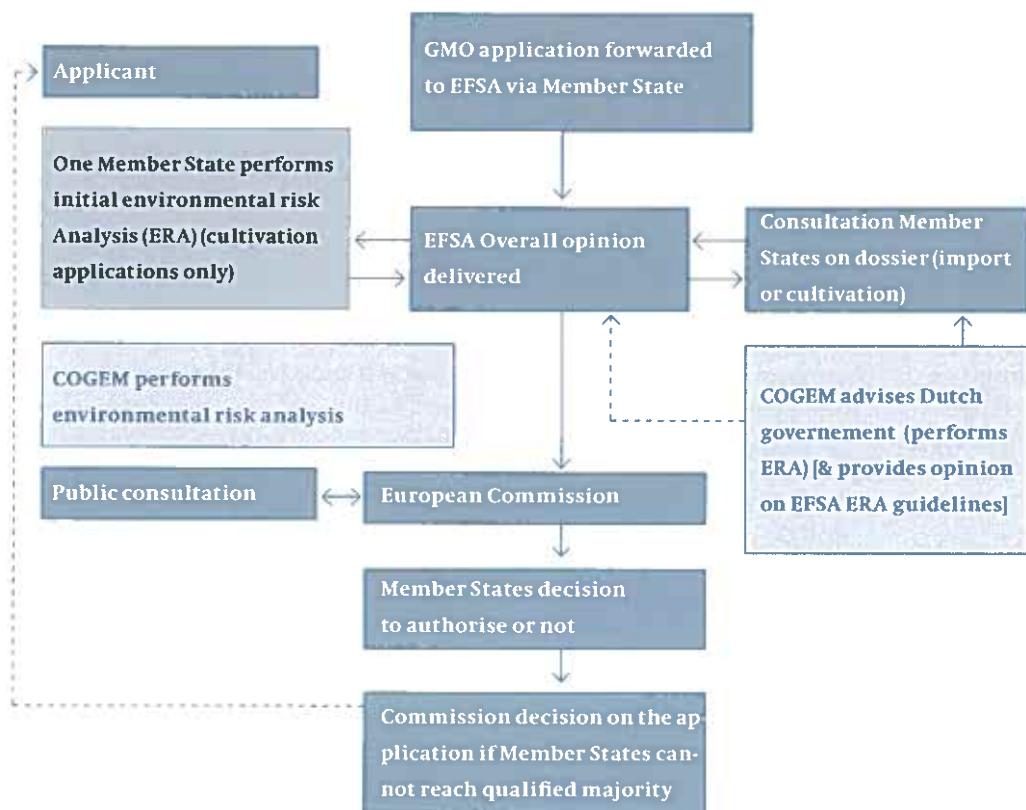 GMO application forwarded
to EFSA via Member State
Applicant
One Member State performs
initial environmental risk
Analysis (ERA) (cultivation
applications only)
EFSA Overall opinion
delivered
Consultation Member
States on dossier (import
or cultivation)
COGEM performs
environmental risk analysis
COGEM advises Dutch
governement (performs
ERA) [& provides opinion
on EFSA ERA guidelines]
Public consultation
European Commission
Member States decision
to authorise or not
Commission decision on the ap-
plication if Member States can-
not reach qualified majority